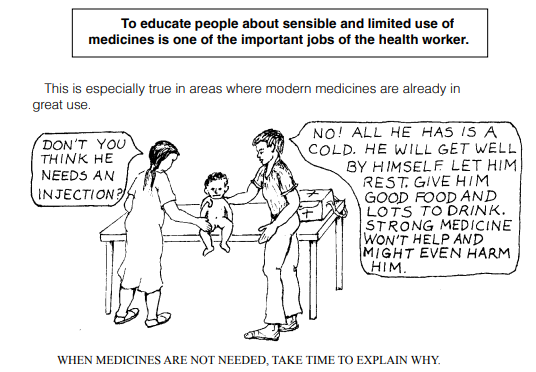 To educate people about sensible and limited use of
medicines is one of the important jobs of the health worker.
This is especially true in areas where modern medicines are already in
great use.
DON'T YOU
THINK HE
NEEDS AN
INJECTION?
NO! ALL HE HAS IS A
COLD. HE WILL GET WELL
BY HIMSELF. LET HIM
REST. GIVE HIM
GOOD FOOD AND
LOTS TO DRINK.
STRONG MEDICINE
WON'T HELP AND
MIGHT EVEN HARM
HIM.
WHEN MEDICINES ARE NOT NEEDED, TAKE TIME TO EXPLAIN WHY.